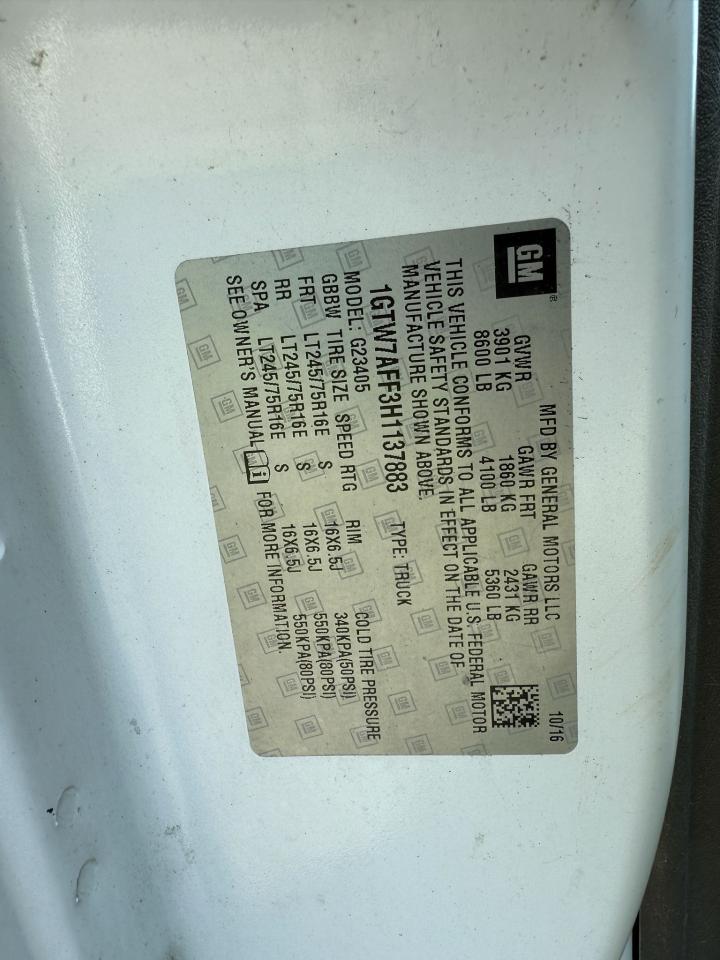 GM ®
MFD BY GENERAL MOTORS LLC 10/16
GVWR GAWR FRT GAWR RR
3901 KG 1860 KG 2431 KG
8600 LB 4100 LB 5360 LB
THIS VEHICLE CONFORMS TO ALL APPLICABLE U.S. FEDERAL MOTOR
VEHICLE SAFETY STANDARDS IN EFFECT ON THE DATE OF
MANUFACTURE SHOWN ABOVE.
1GTW7AFF3H1137883 TYPE: TRUCK
MODEL: G23405
GBBW TIRE SIZE SPEED RTG RIM COLD TIRE PRESSURE
FRT LT245/75R16E S 16X6.5J 340KPA(50PSI)
RR LT245/75R16E S 16X6.5J 550KPA(80PSI)
SPA LT245/75R16E S 16X6.5J 550KPA(80PSI)
SEE OWNER'S MANUAL i FOR MORE INFORMATION.